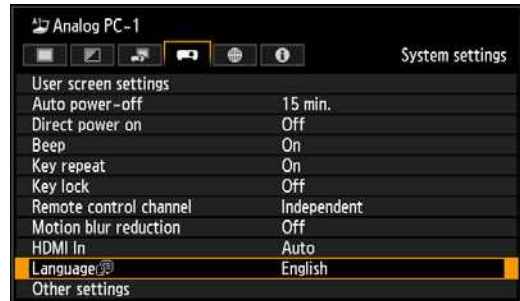 Analog PC-1
System settings
User screen settings
Auto power-off 15 min.
Direct power on Off
Beep On
Key repeat On
Key lock Off
Remote control channel Independent
Motion blur reduction Off
HDMI In Auto
Language English
Other settings